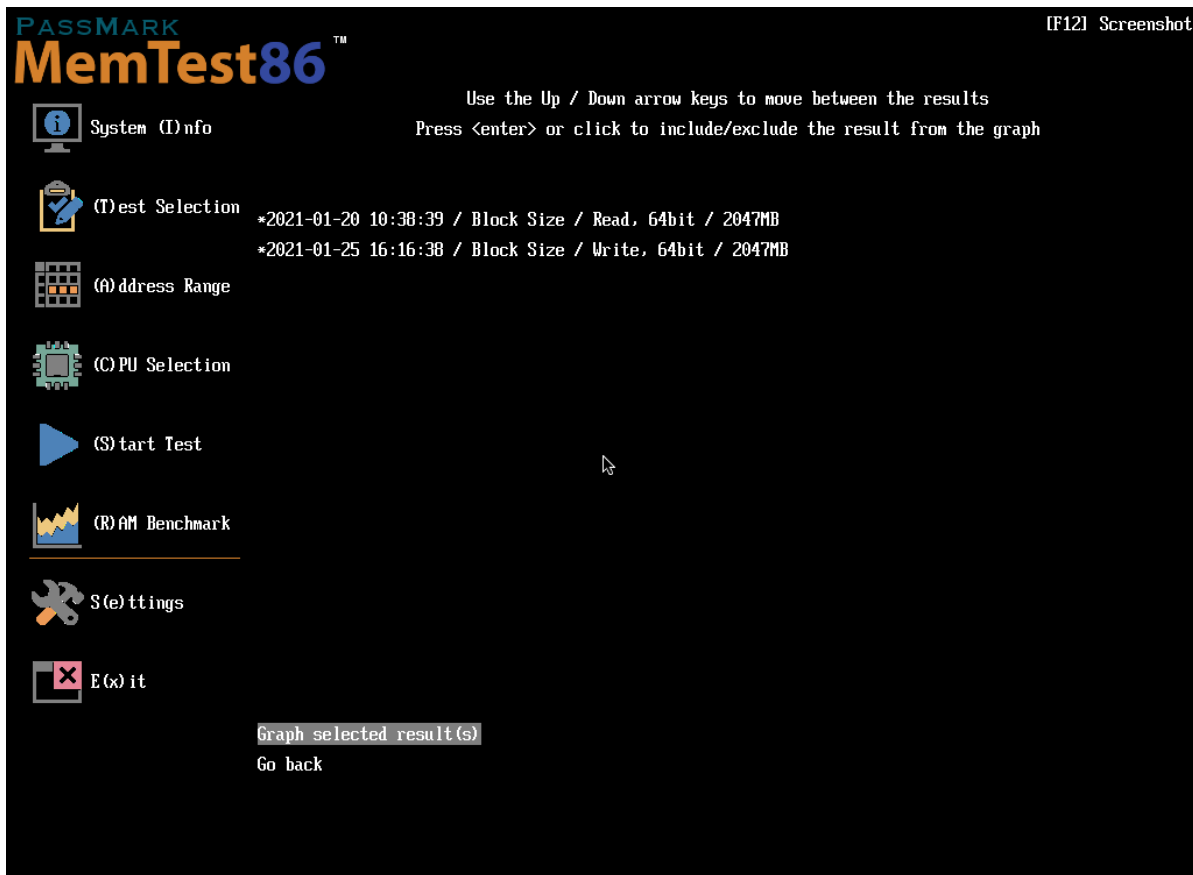 PASSMARK
MemTest86™
[F12] Screenshot
Use the Up / Down arrow keys to move between the results
Press <enter> or click to include/exclude the result from the graph
System (I)nfo
(T)est Selection
(A)ddress Range
(C)PU Selection
(S)tart Test
(R)AM Benchmark
S(e)ttings
E(x)it
*2021-01-20 10:38:39 / Block Size / Read, 64bit / 2047MB
*2021-01-25 16:16:38 / Block Size / Write, 64bit / 2047MB
Graph selected result(s)
Go back